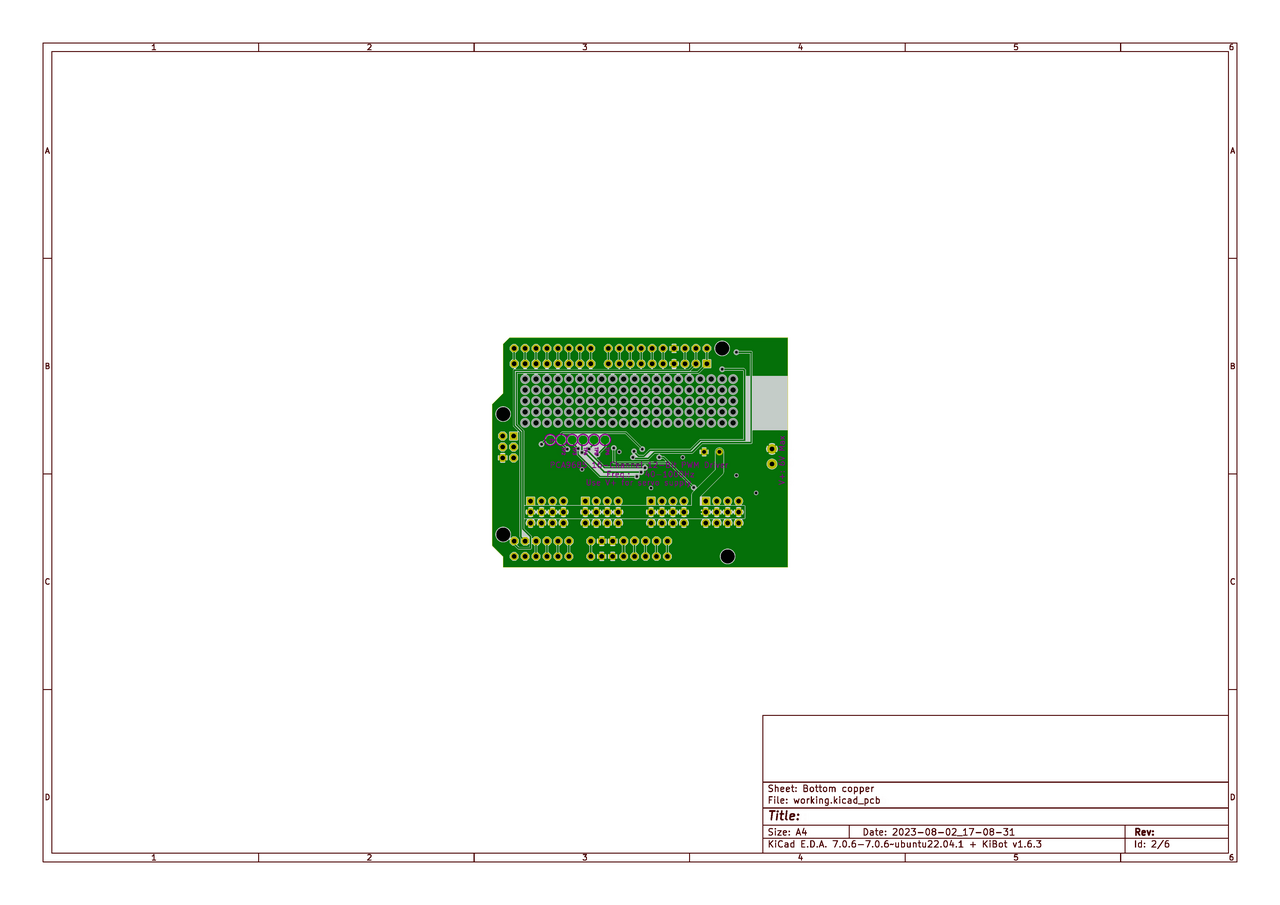 1 2 3 4 5 6
A A
B B
C C
D D
Sheet: Bottom copper
File: working.kicad_pcb
Title:
Size: A4 Date: 2023-08-02_17-08-31 Rev:
KiCad E.D.A. 7.0.6-7.0.6~ubuntu22.04.1 + KiBot v1.6.3 Id: 2/6
1 2 3 4 5 6